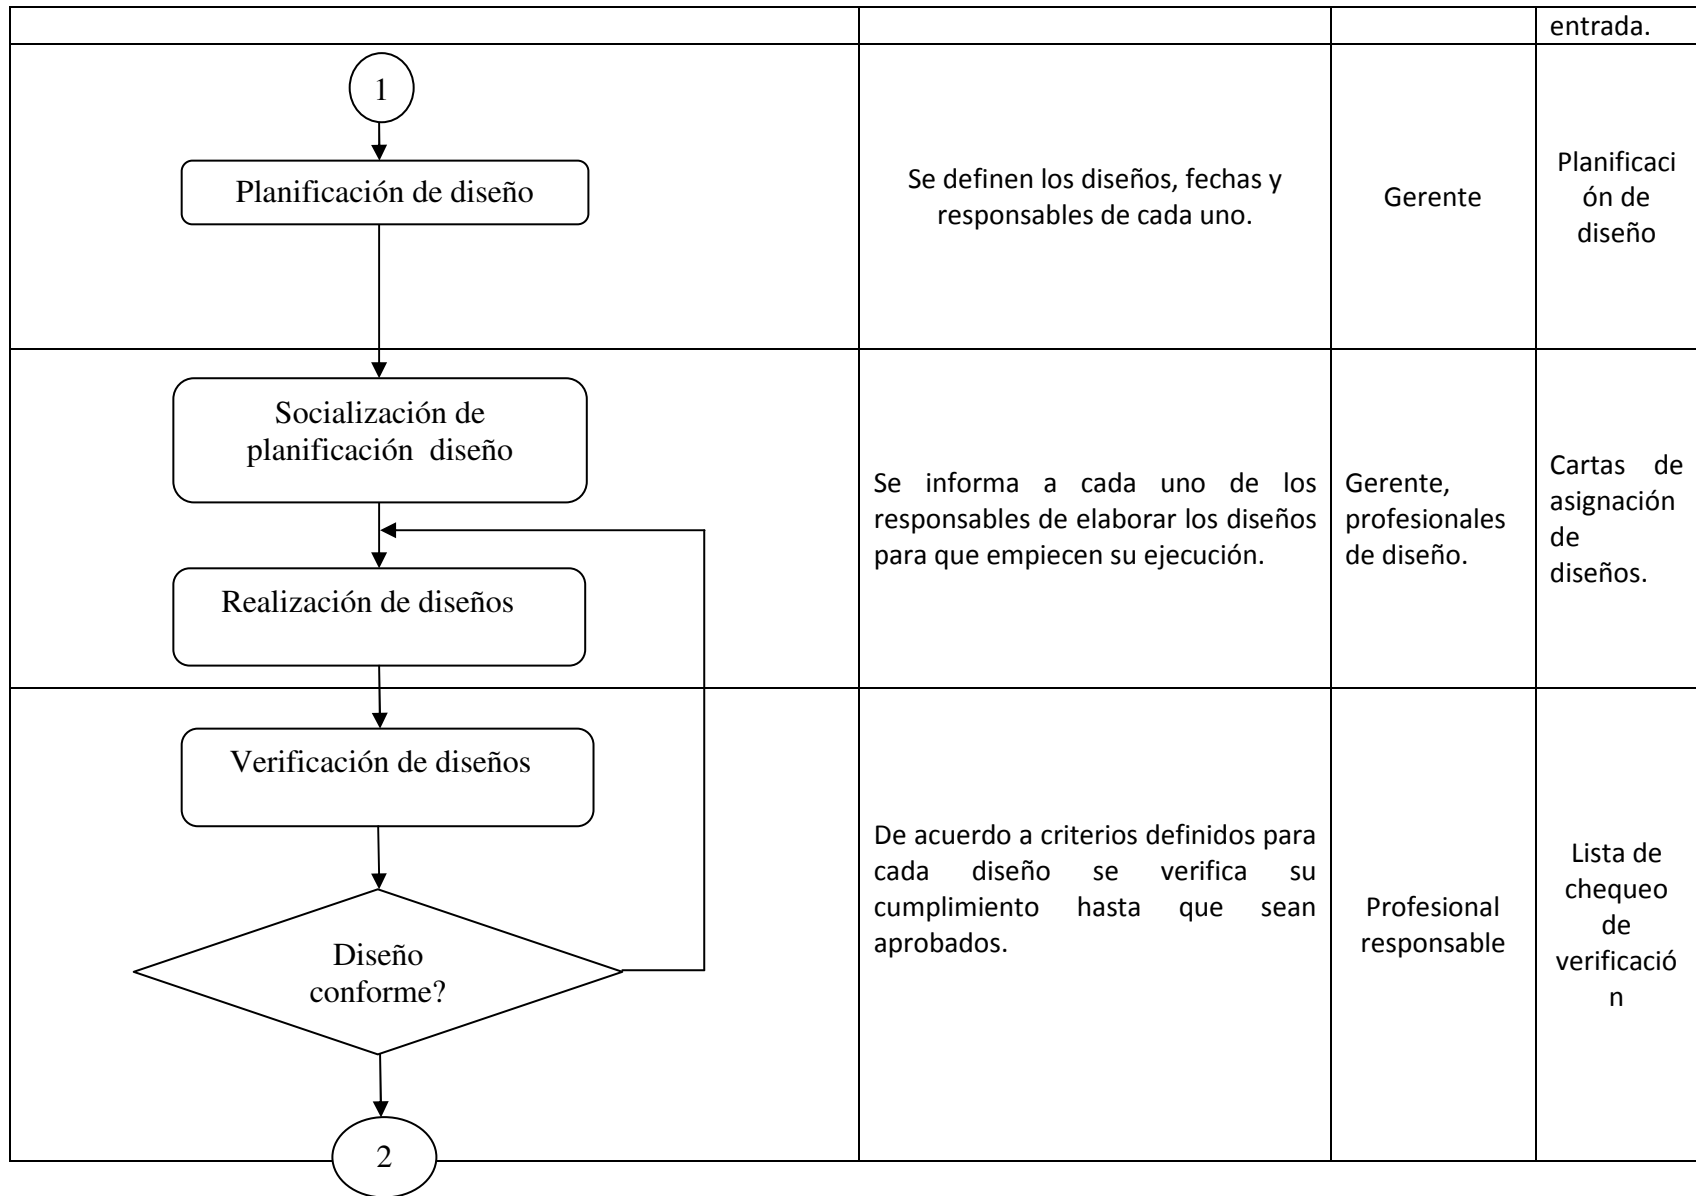 entrada.
1
Planificación de diseño
Se definen los diseños, fechas y
responsables de cada uno.
Gerente
Planificaci
ón de
diseño
Socialización de
planificación  diseño
Realización de diseños
Se informa a cada uno de los
responsables de elaborar los diseños
para que empiecen su ejecución.
Gerente,
profesionales
de diseño.
Cartas de
asignación
de
diseños.
Verificación de diseños
Diseño
conforme?
2
De acuerdo a criterios definidos para
cada diseño se verifica su
cumplimiento hasta que sean
aprobados.
Profesional
responsable
Lista de
chequeo
de
verificació
n